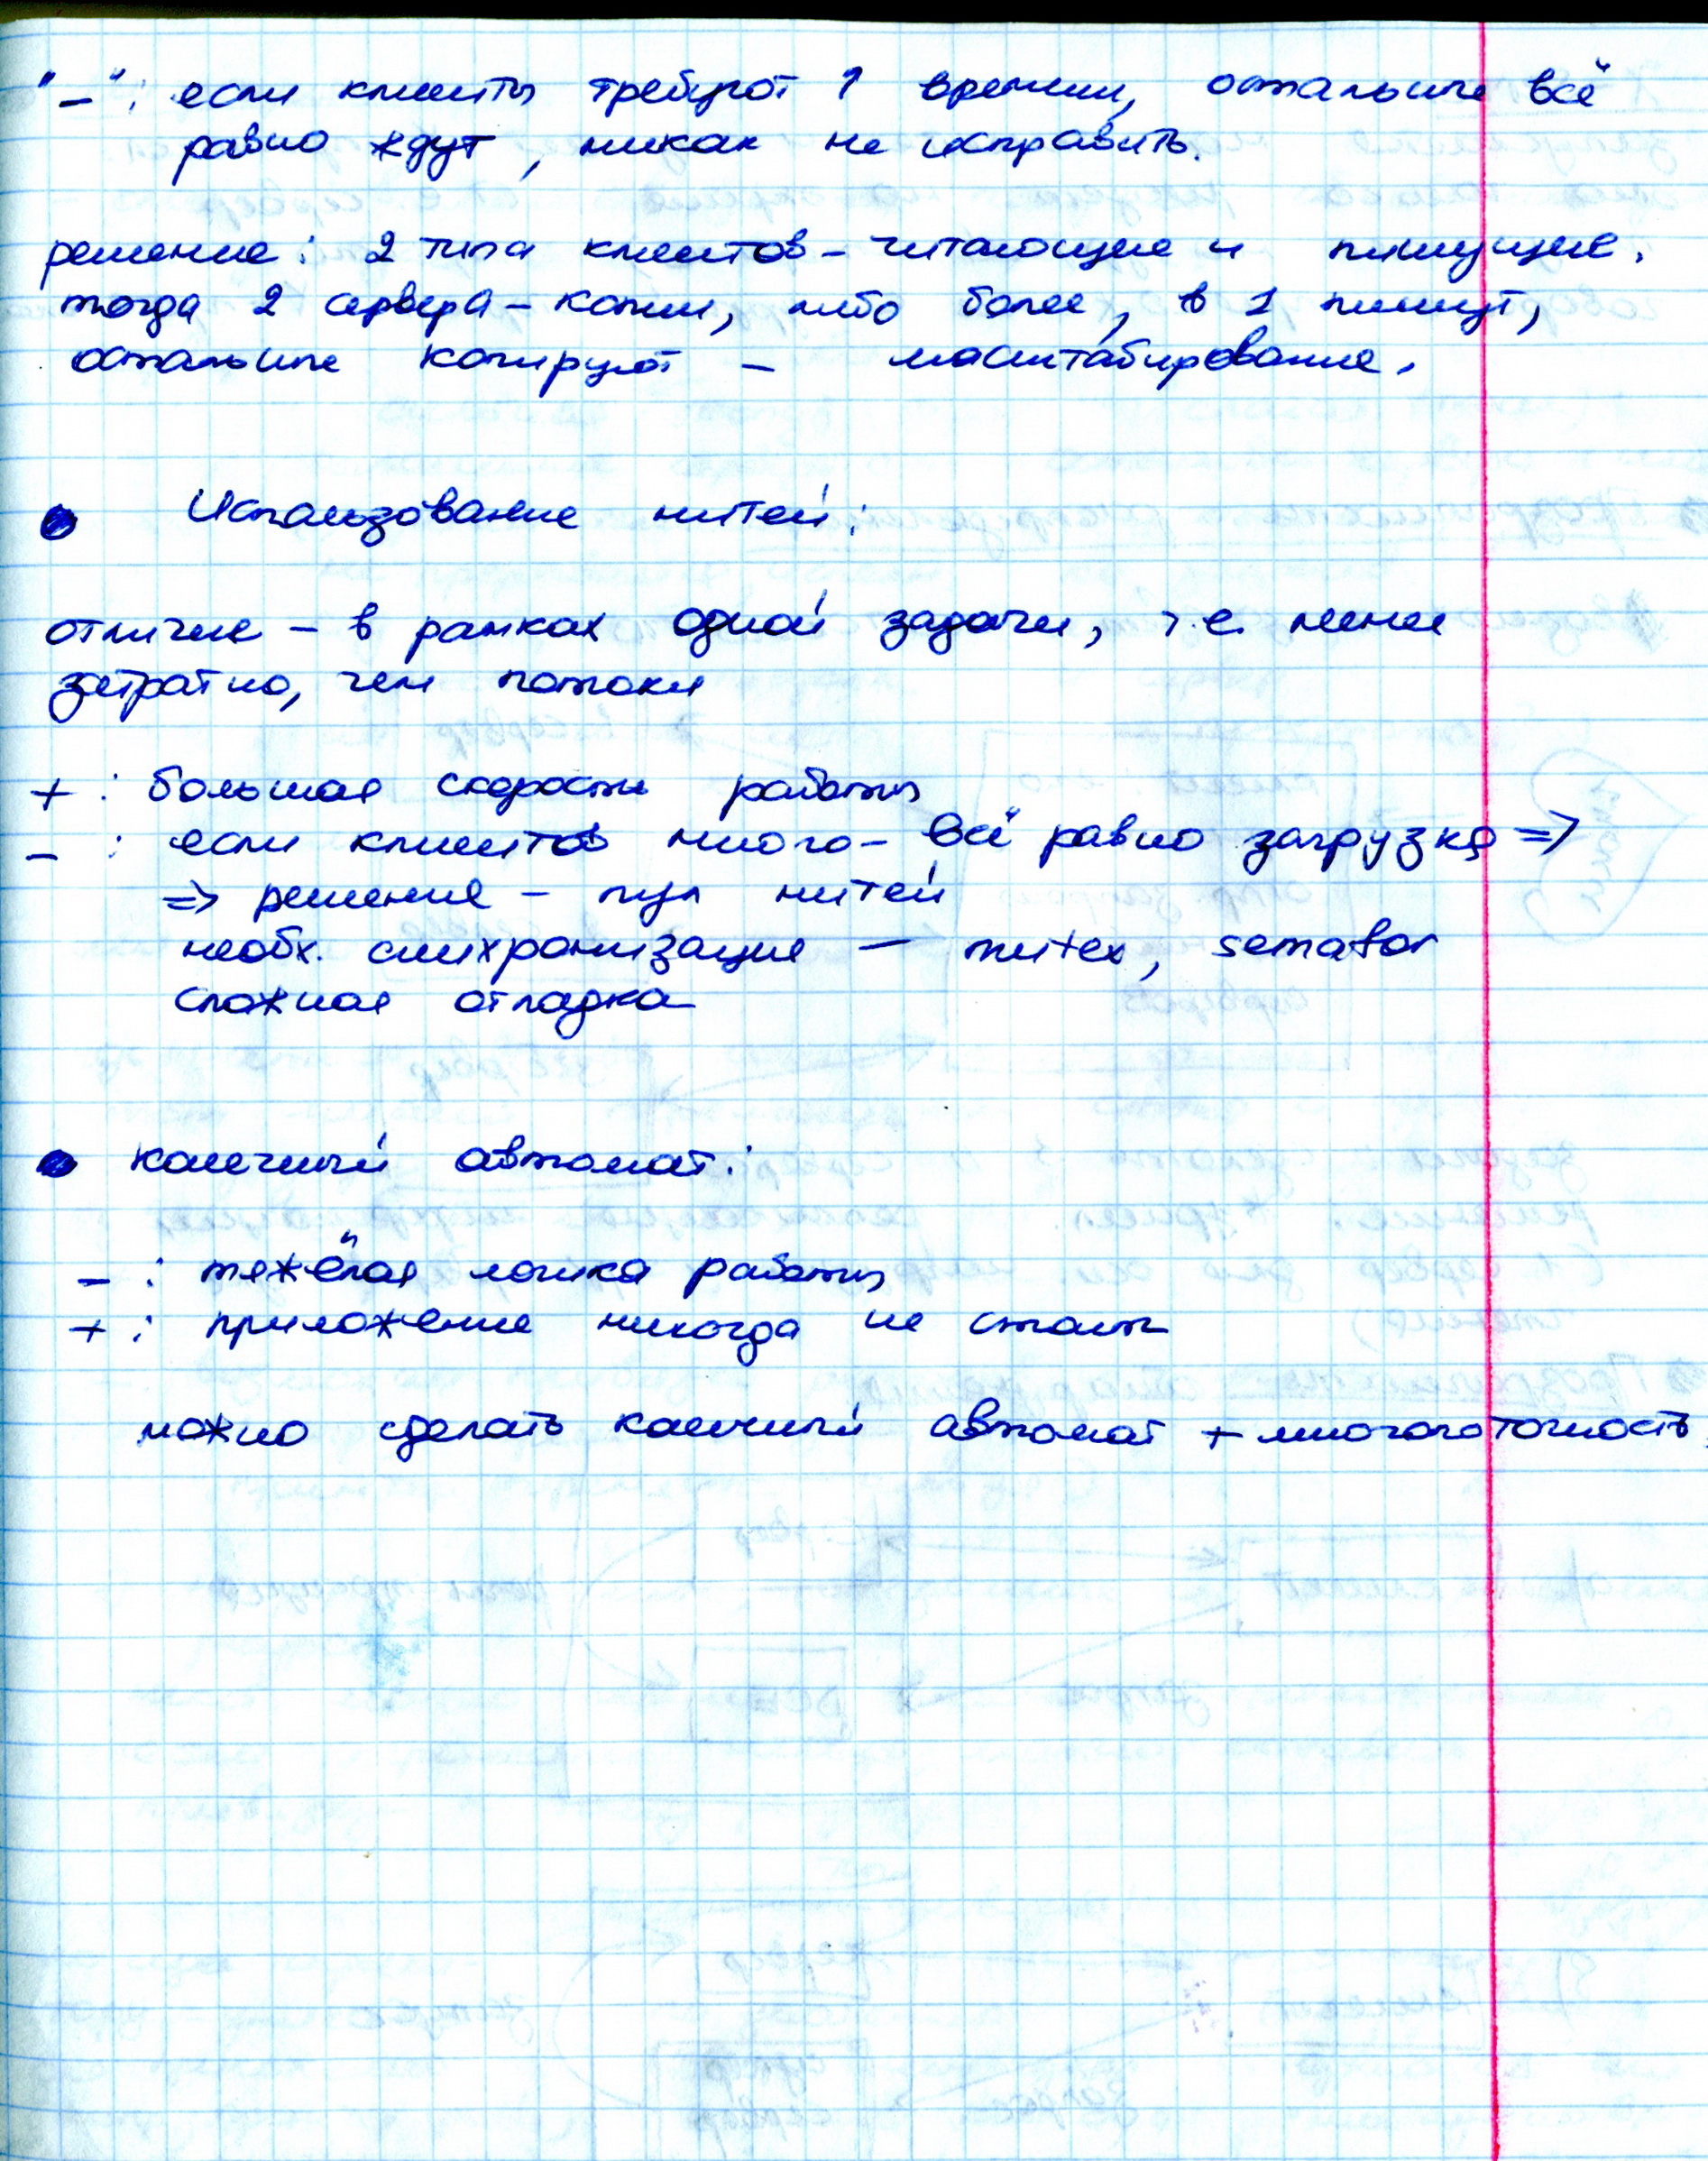 "–": если клиенты требуют 1 времени, остальные всё
равно ждут, никак не исправить.
решение: 2 типа клиентов – читающие и пишущие.
тогда 2 сервера – копии, либо более, в 1 пишут,
остальные копируют – масштабирование.
● Использование нитей:
отличие – в рамках одной задачи, т.е. менее
затратно, чем потоки
+ : большая скорость работы
– : если клиентов много – всё равно загрузка =>
=> решение – пул нитей
необх. синхронизация – mutex, semafor
сложная отладка
● конечный автомат:
– : тяжёлая логика работы
+ : приложение никогда не стоит
можно сделать конечный автомат + многопоточность.